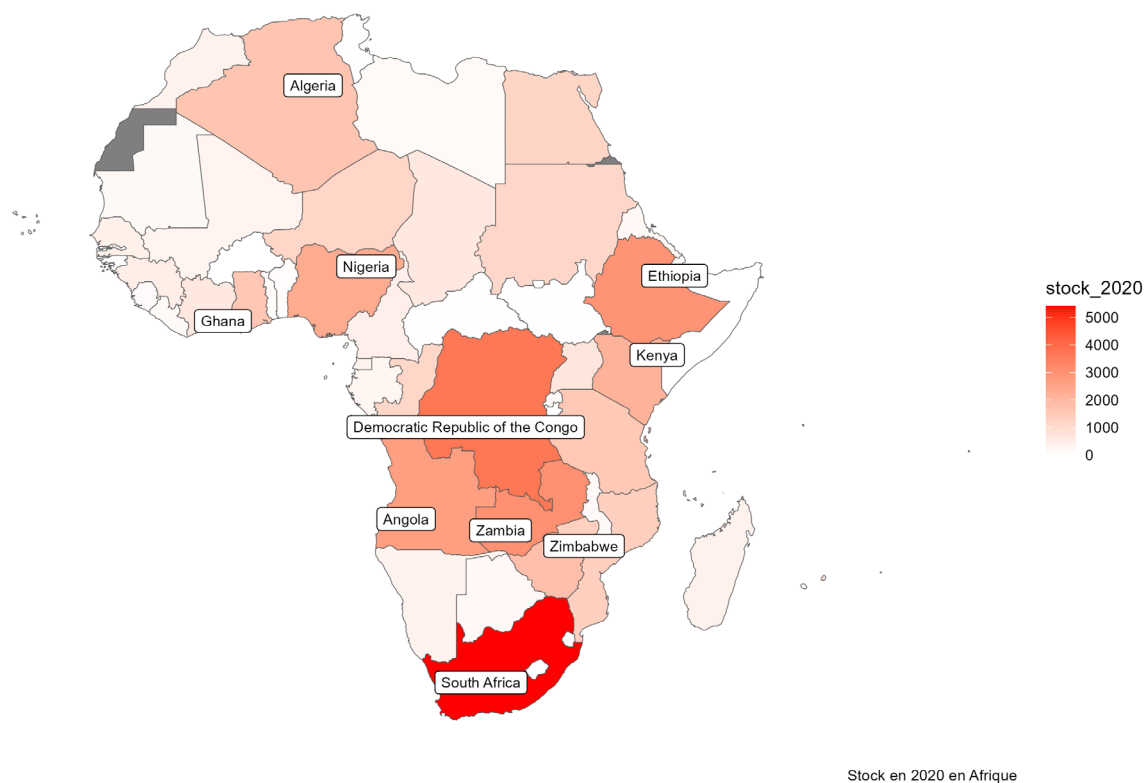 Algeria
Nigeria
Ethiopia
Ghana
Kenya
Democratic Republic of the Congo
Angola
Zambia
Zimbabwe
South Africa
stock_2020
5000
4000
3000
2000
1000
0
Stock en 2020 en Afrique